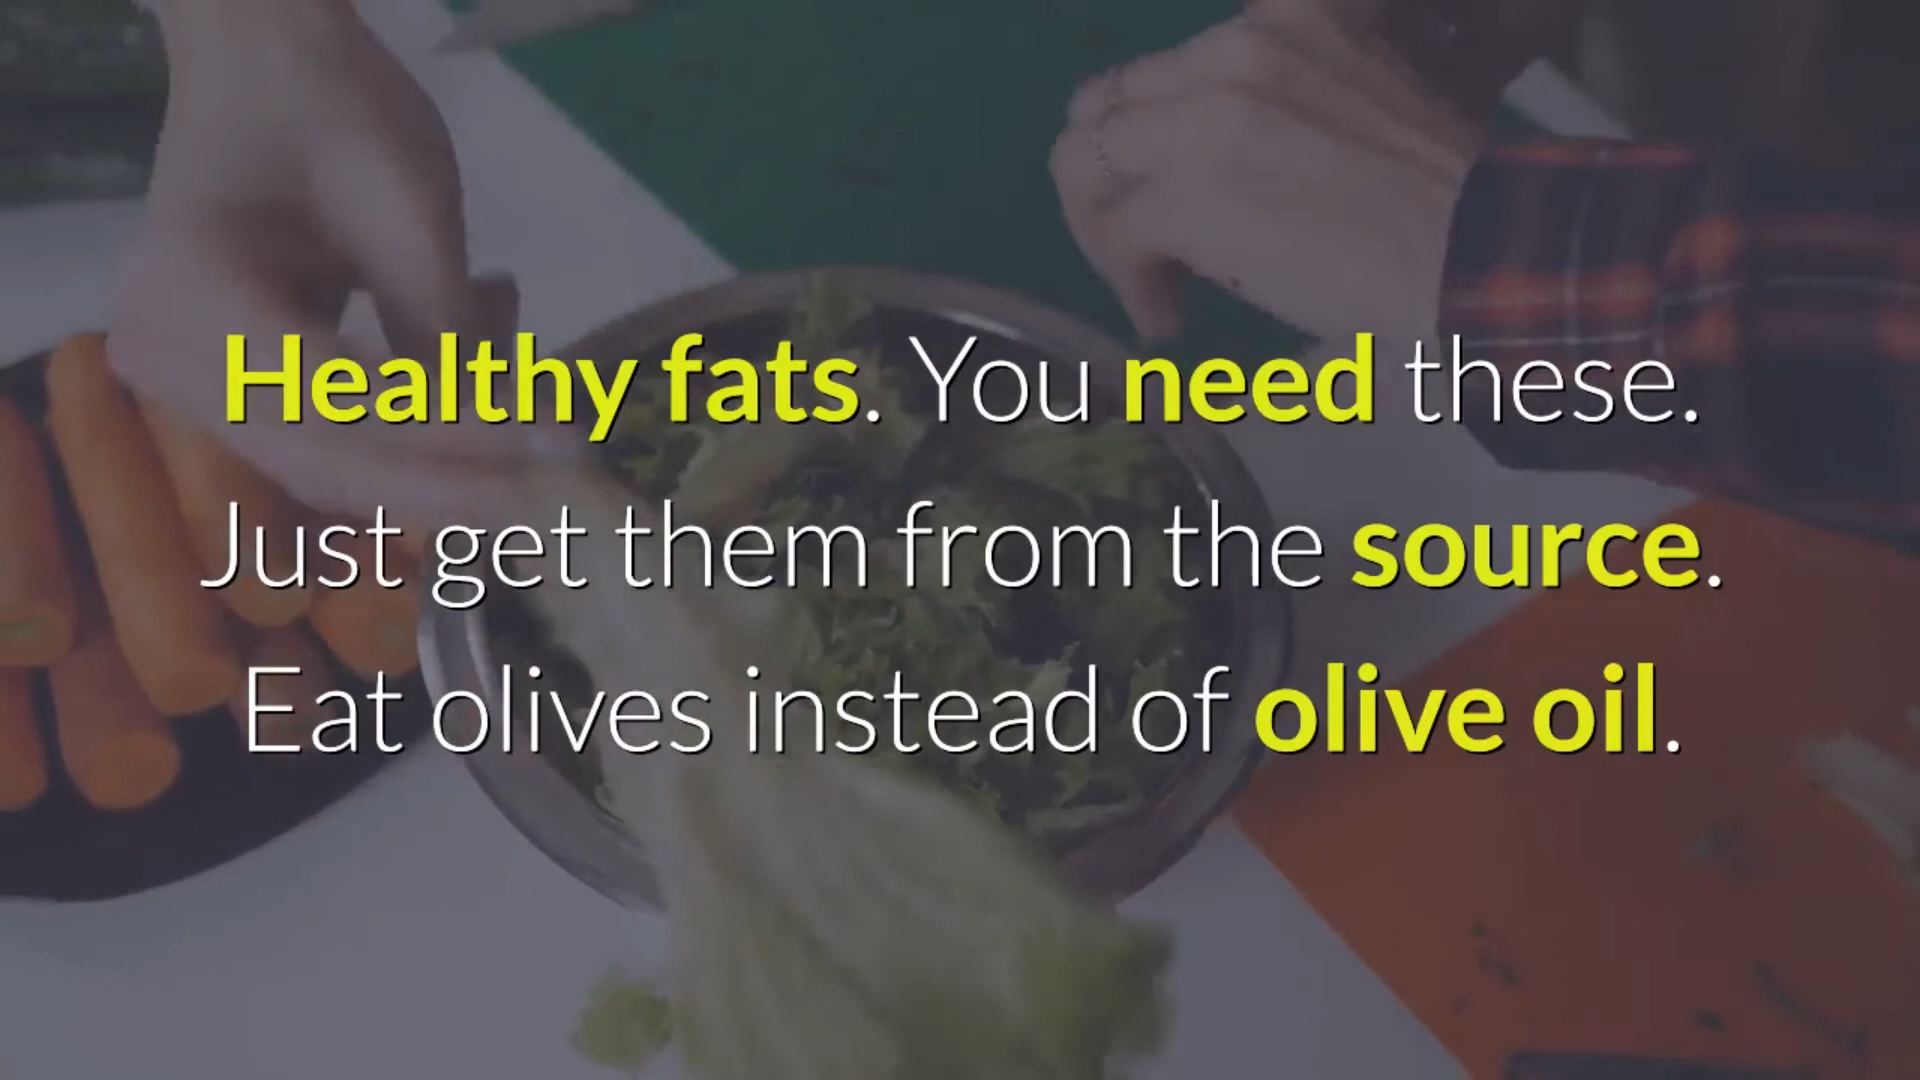 Healthy fats. You need these.
Just get them from the source.
Eat olives instead of olive oil.